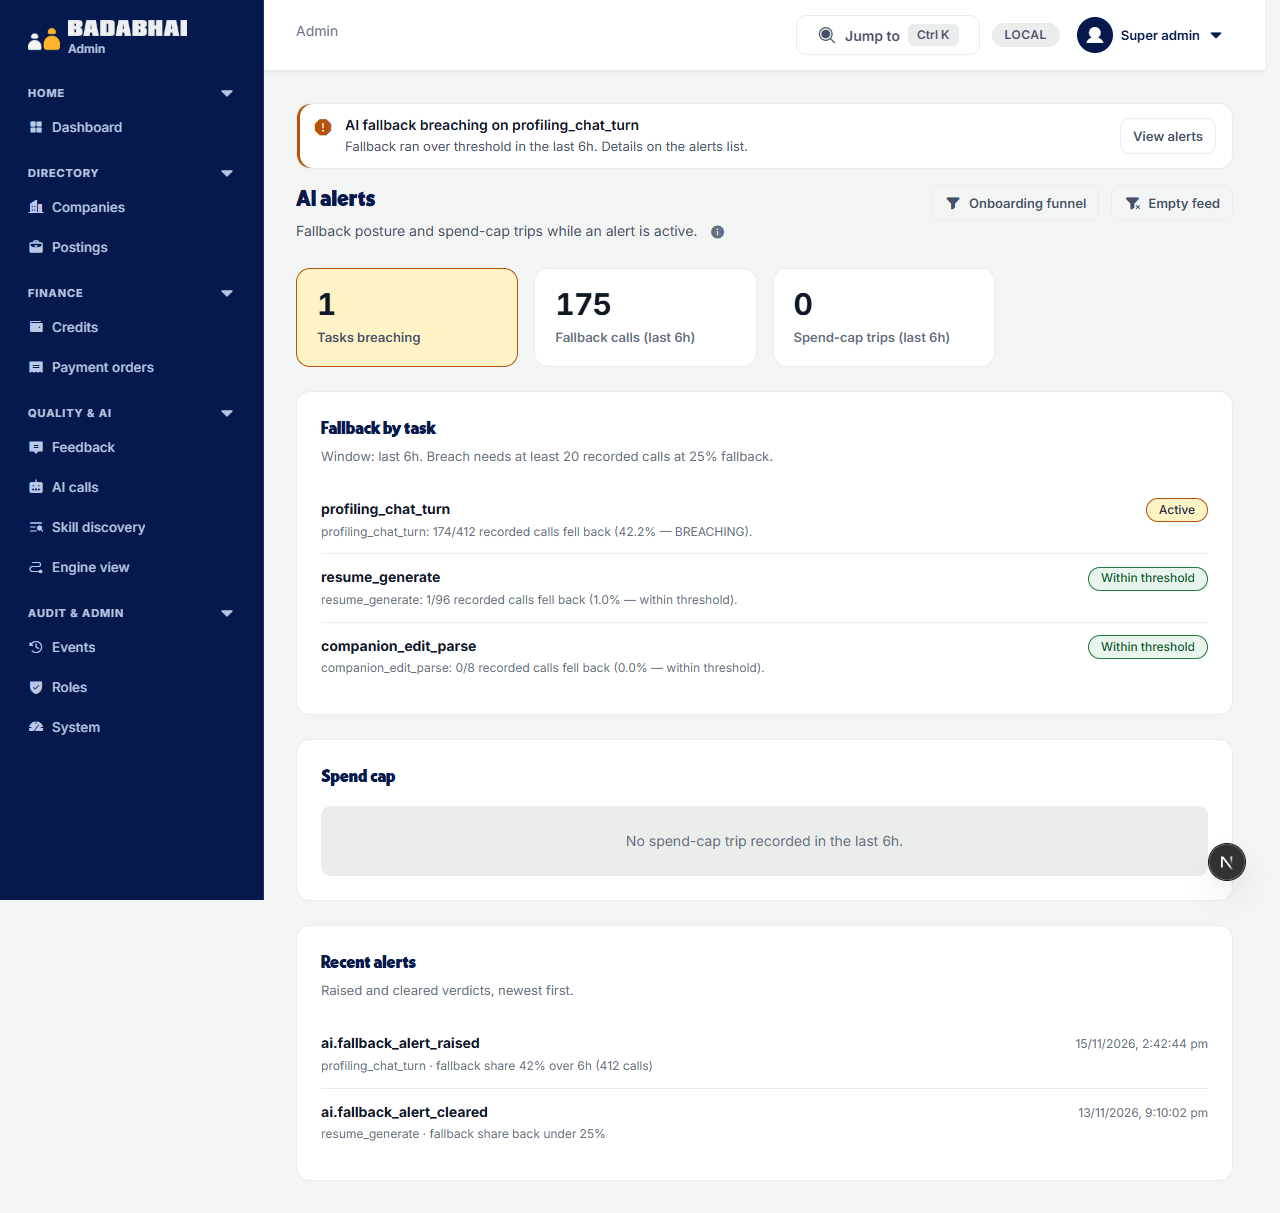 BADABHAI
Admin
HOME
Dashboard
DIRECTORY
Companies
Postings
FINANCE
Credits
Payment orders
QUALITY & AI
Feedback
AI calls
Skill discovery
Engine view
AUDIT & ADMIN
Events
Roles
System
Admin
Jump to Ctrl K
LOCAL
Super admin
AI fallback breaching on profiling_chat_turn
Fallback ran over threshold in the last 6h. Details on the alerts list.
View alerts
AI alerts
Fallback posture and spend-cap trips while an alert is active.
Onboarding funnel
Empty feed
1
Tasks breaching
175
Fallback calls (last 6h)
0
Spend-cap trips (last 6h)
Fallback by task
Window: last 6h. Breach needs at least 20 recorded calls at 25% fallback.
profiling_chat_turn
Active
profiling_chat_turn: 174/412 recorded calls fell back (42.2% — BREACHING).
resume_generate
Within threshold
resume_generate: 1/96 recorded calls fell back (1.0% — within threshold).
companion_edit_parse
Within threshold
companion_edit_parse: 0/8 recorded calls fell back (0.0% — within threshold).
Spend cap
No spend-cap trip recorded in the last 6h.
N
Recent alerts
Raised and cleared verdicts, newest first.
ai.fallback_alert_raised
15/11/2026, 2:42:44 pm
profiling_chat_turn · fallback share 42% over 6h (412 calls)
ai.fallback_alert_cleared
13/11/2026, 9:10:02 pm
resume_generate · fallback share back under 25%